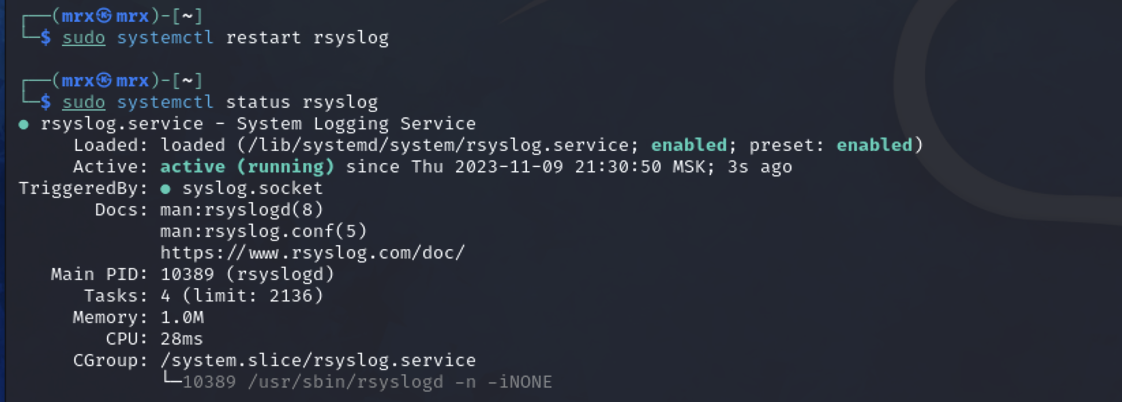 ┌──(mrx㉿mrx)-[~]
└─$ sudo systemctl restart rsyslog
┌──(mrx㉿mrx)-[~]
└─$ sudo systemctl status rsyslog
● rsyslog.service - System Logging Service
Loaded: loaded (/lib/systemd/system/rsyslog.service; enabled; preset: enabled)
Active: active (running) since Thu 2023-11-09 21:30:50 MSK; 3s ago
TriggeredBy: ● syslog.socket
Docs: man:rsyslogd(8)
man:rsyslog.conf(5)
https://www.rsyslog.com/doc/
Main PID: 10389 (rsyslogd)
Tasks: 4 (limit: 2136)
Memory: 1.0M
CPU: 28ms
CGroup: /system.slice/rsyslog.service
└─10389 /usr/sbin/rsyslogd -n -iNONE